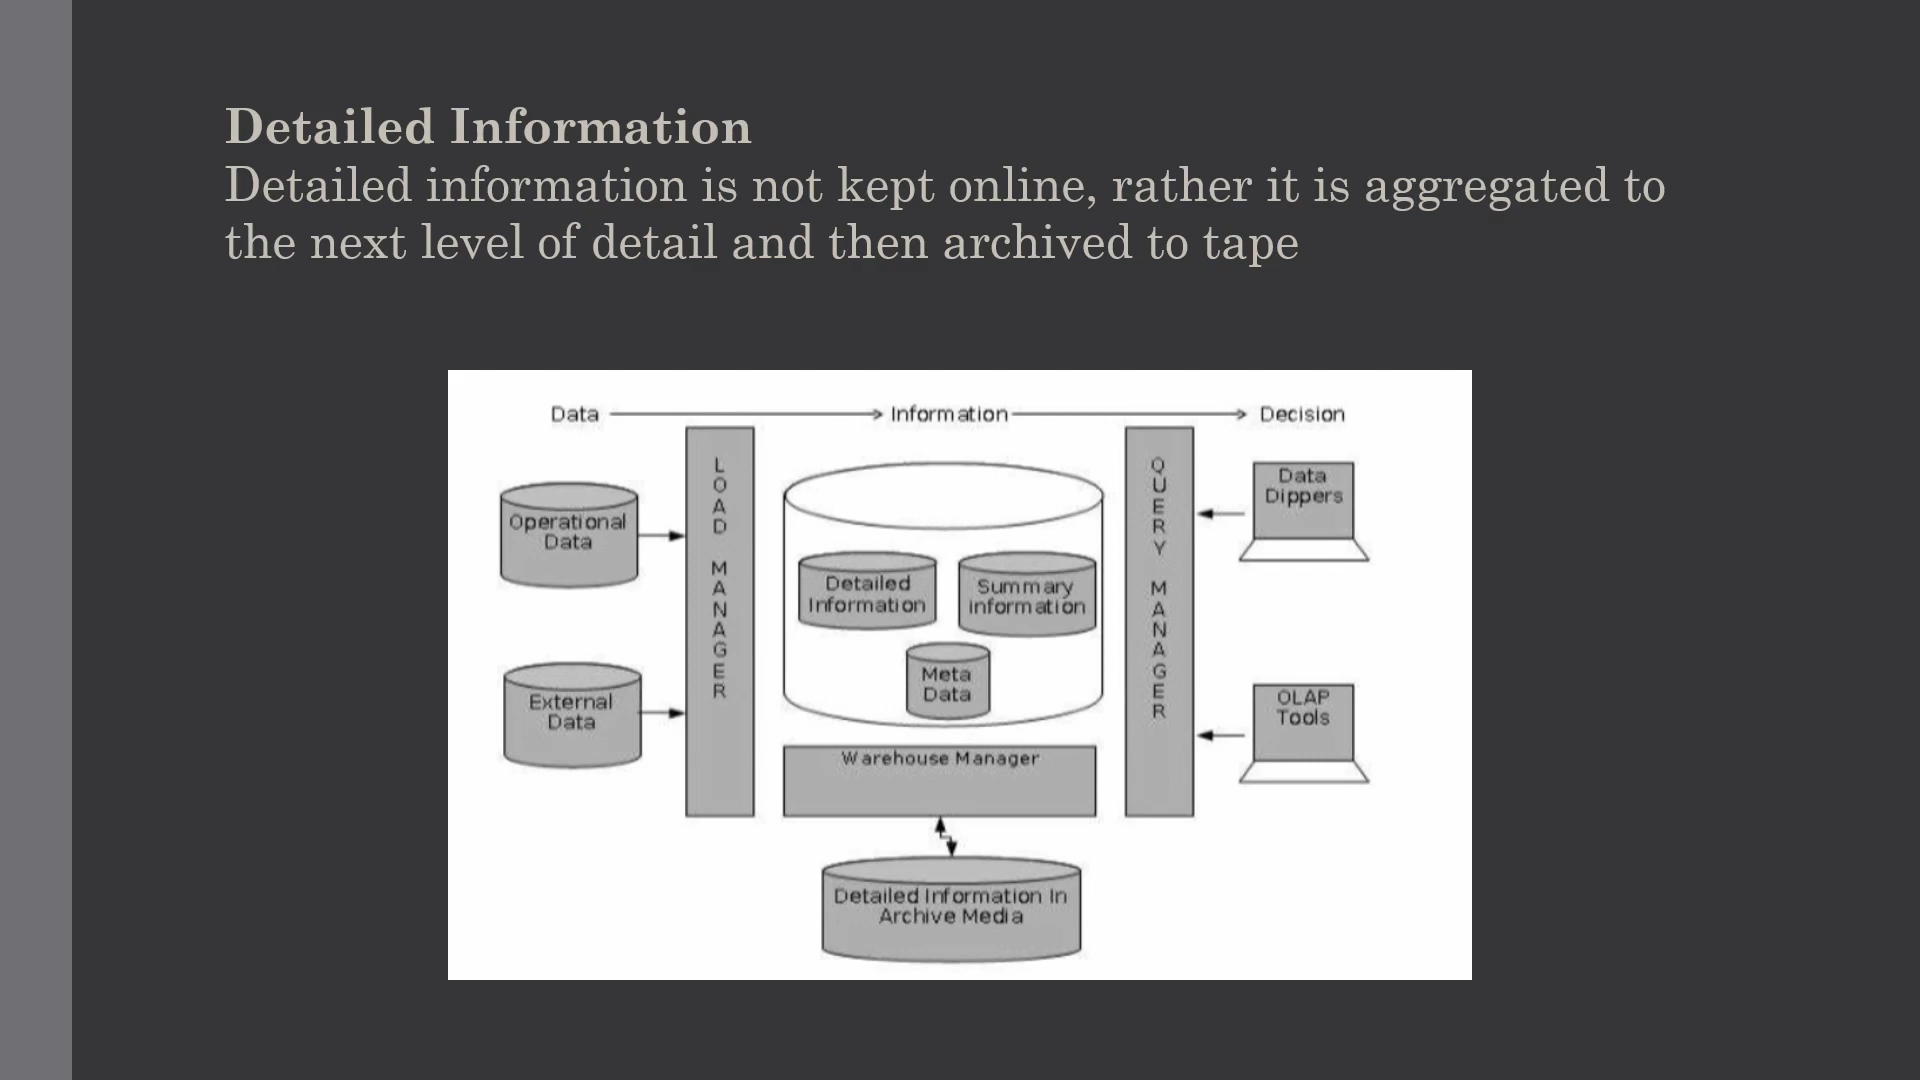 Detailed Information
Detailed information is not kept online, rather it is aggregated to
the next level of detail and then archived to tape
Data
Information
Decision
LOAD MANAGER
QUERY MANAGER
Operational
Data
External
Data
Detailed
Information
Summary
information
Meta
Data
Warehouse Manager
Detailed Information In
Archive Media
Data
Dippers
OLAP
Tools